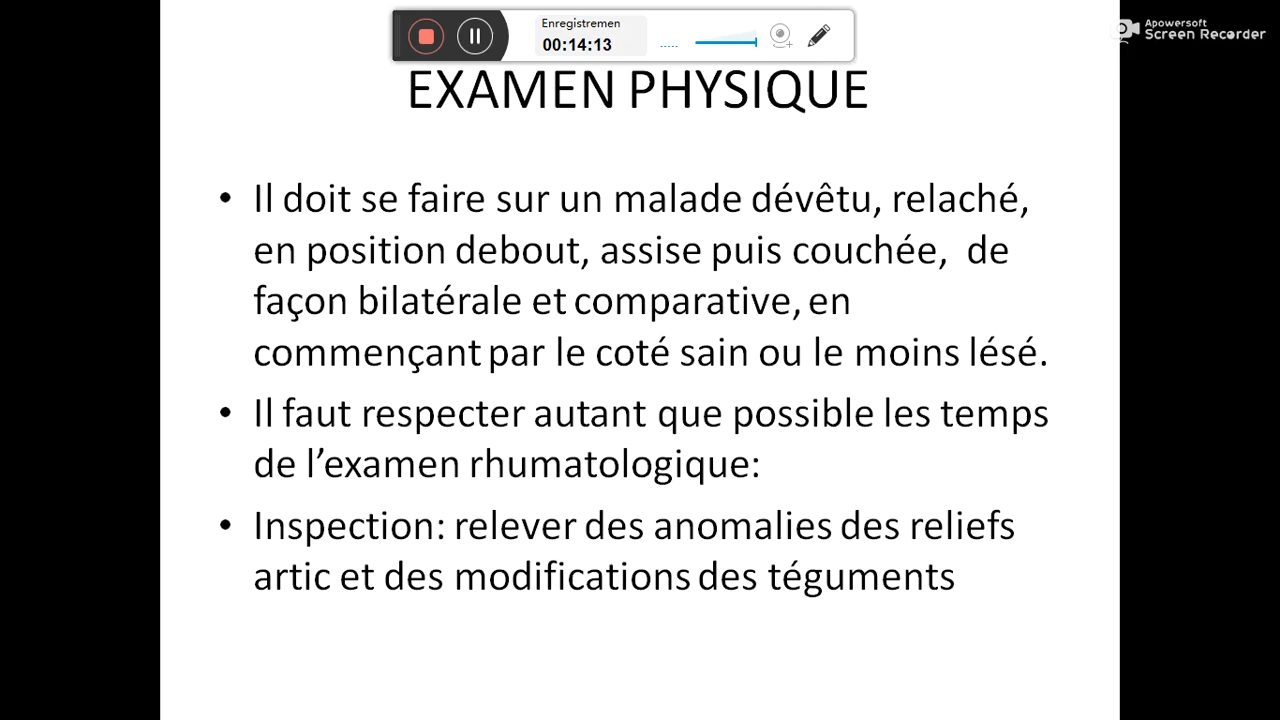 Enregistremen
00:14:13
Apowersoft
Screen Recorder
EXAMEN PHYSIQUE
• Il doit se faire sur un malade dévêtu, relaché,
en position debout, assise puis couchée, de
façon bilatérale et comparative, en
commençant par le coté sain ou le moins lésé.
• Il faut respecter autant que possible les temps
de l’examen rhumatologique:
• Inspection: relever des anomalies des reliefs
artic et des modifications des téguments